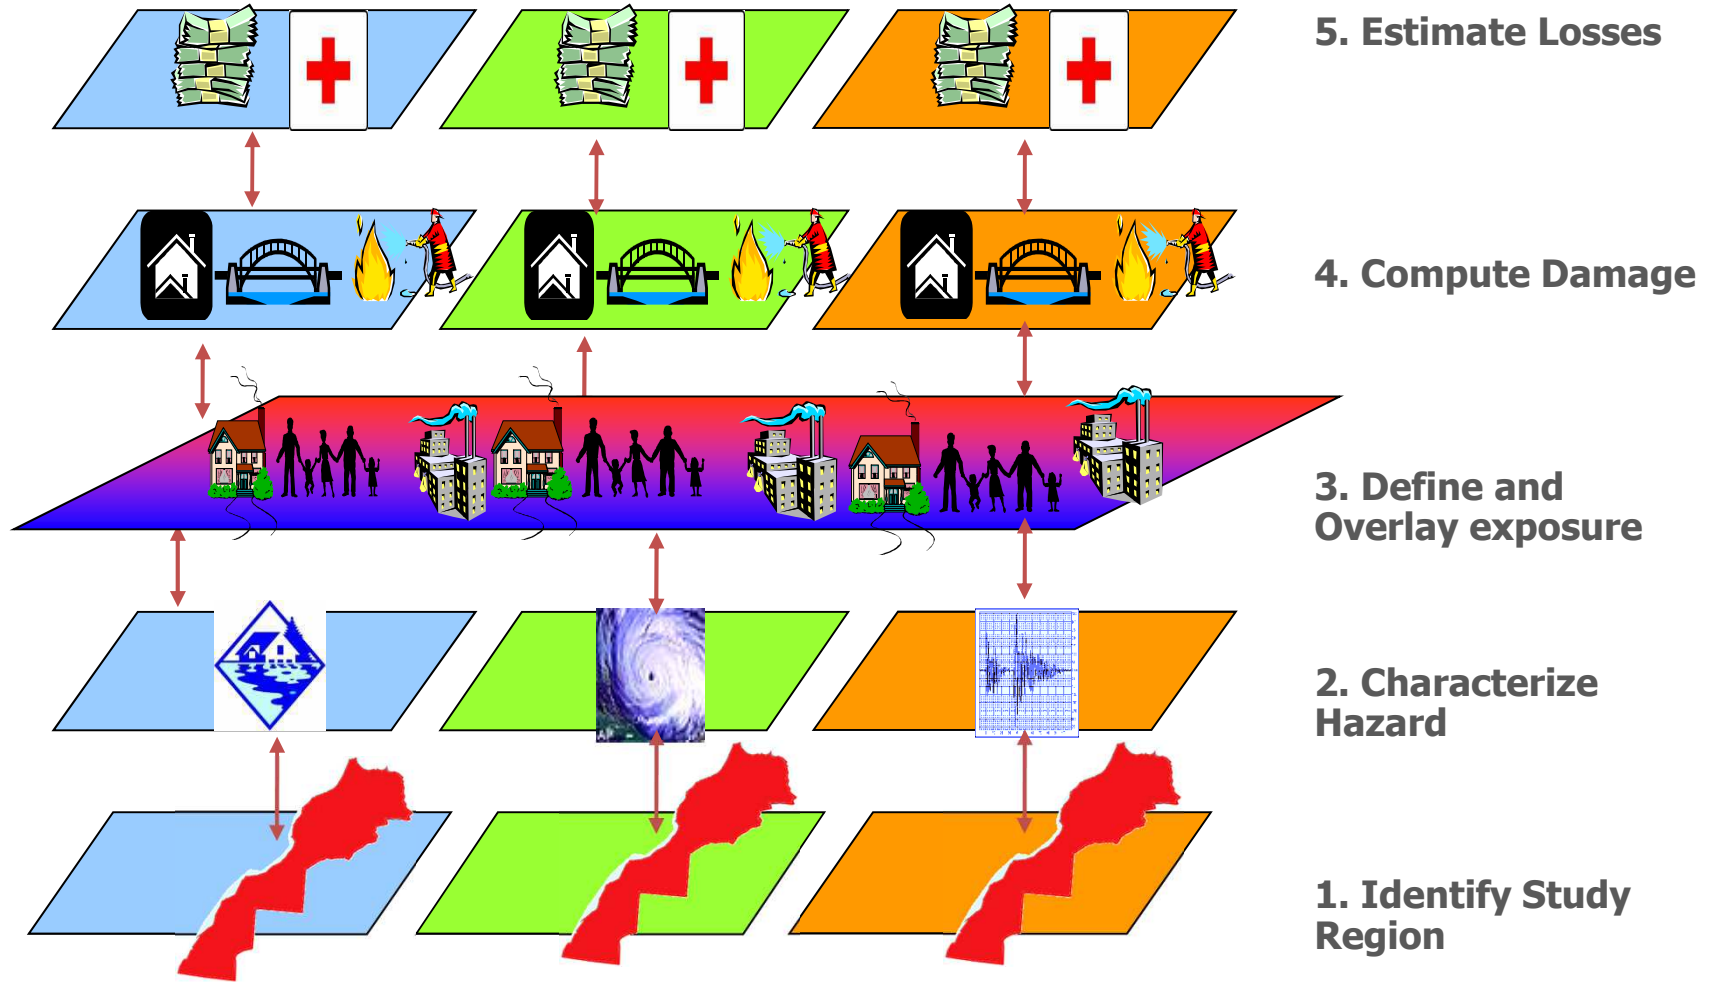 5. Estimate Losses
4. Compute Damage
3. Define and
Overlay exposure
2. Characterize
Hazard
1. Identify Study
Region